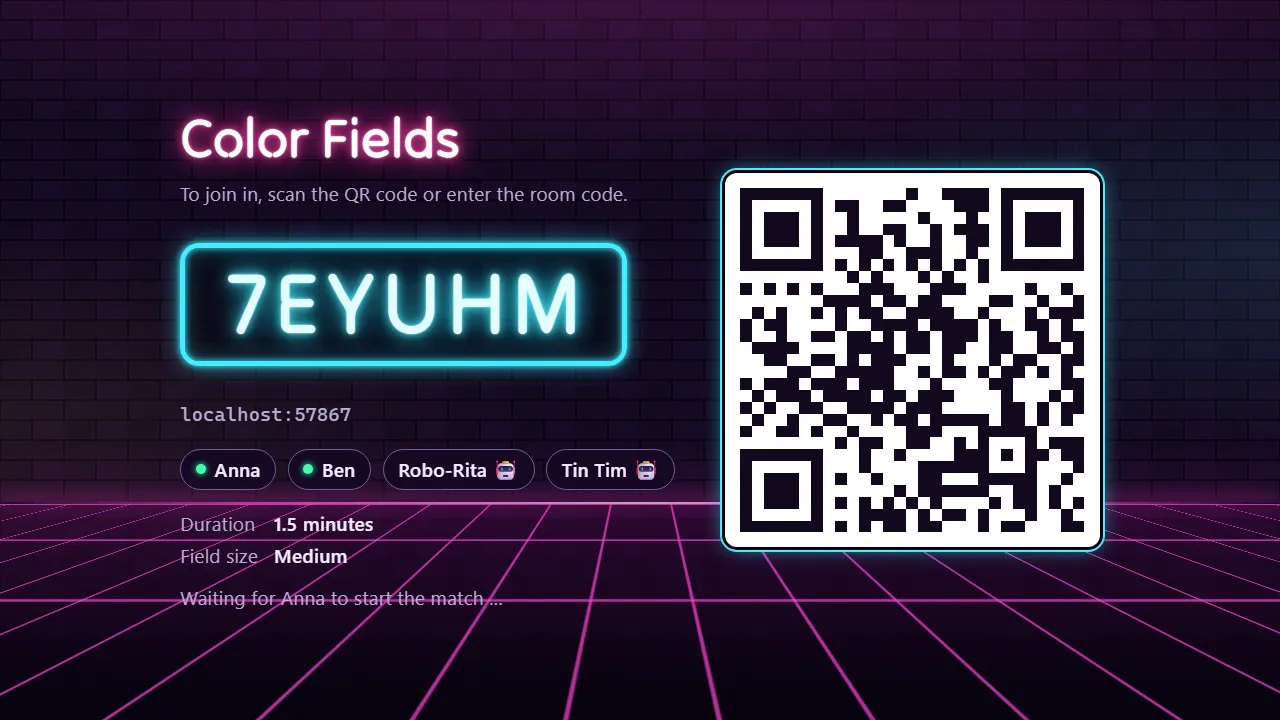 Color Fields
To join in, scan the QR code or enter the room code.
7EYUHM
localhost:57867
Anna Ben Robo-Rita Tin Tim
Duration 1.5 minutes
Field size Medium
Waiting for Anna to start the match ...